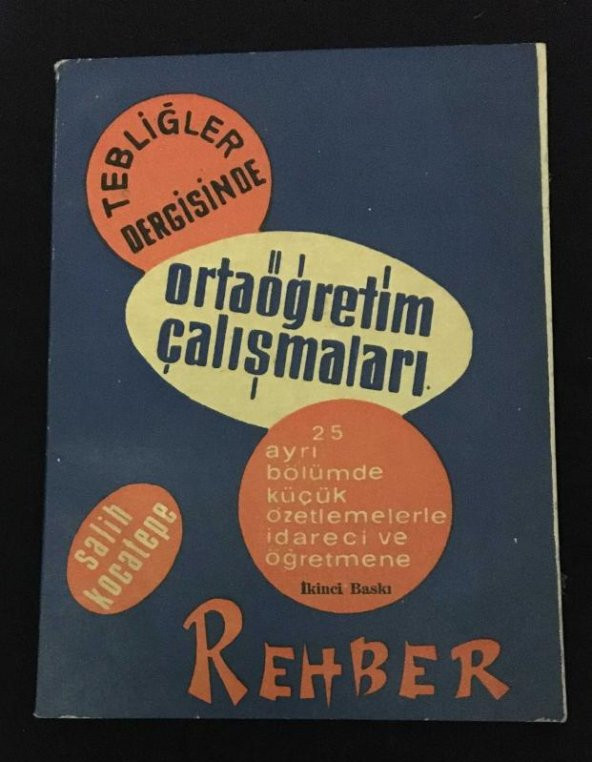 TEBLİĞLER
DERGİSİNDE
ortaöğretim
çalışmaları
25
ayrı
bölümde
küçük
özetlemelerle
idareci ve
öğretmene
İkinci Baskı
salih
kocatepe
REHBER